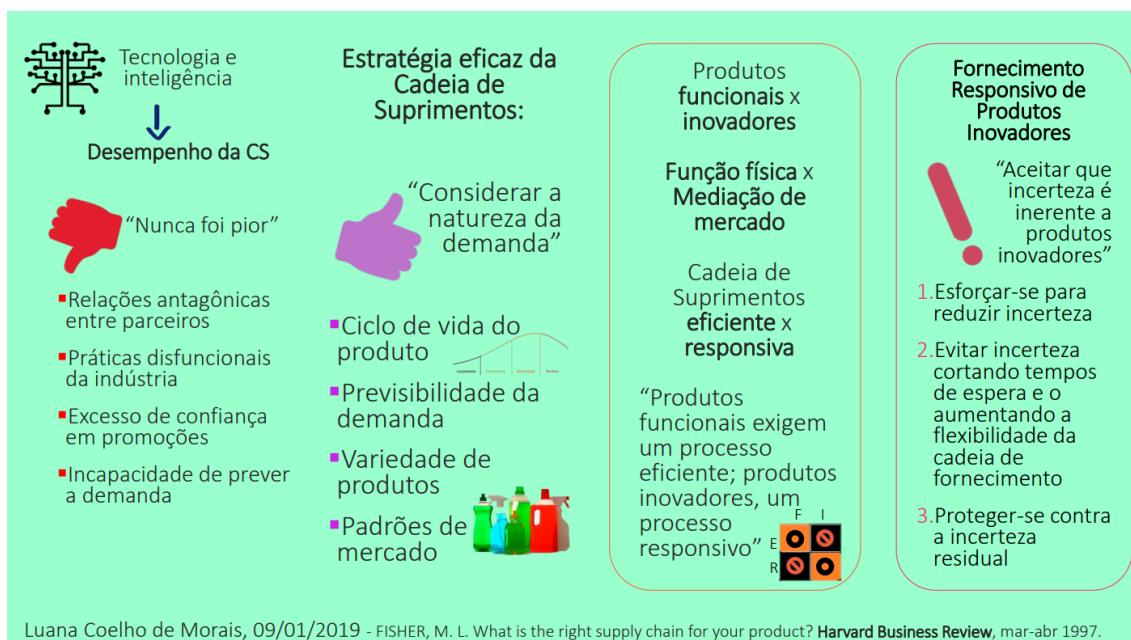 Tecnologia e
inteligência
Desempenho da CS
“Nunca foi pior”
Relações antagônicas
entre parceiros
Práticas disfuncionais
da indústria
Excesso de confiança
em promoções
Incapacidade de prever
a demanda
Estratégia eficaz da
Cadeia de
Suprimentos:
“Considerar a
natureza da
demanda”
Ciclo de vida do
produto
Previsibilidade da
demanda
Variedade de
produtos
Padrões de
mercado
Produtos
funcionais x
inovadores
Função física x
Mediação de
mercado
Cadeia de
Suprimentos
eficiente x
responsiva
“Produtos
funcionais exigem
um processo
eficiente; produtos
inovadores, um
processo
responsivo”
F I
E
R
Fornecimento
Responsivo de
Produtos
Inovadores
“Aceitar que
incerteza é
inerente a
produtos
inovadores”
1.Esforçar-se para
reduzir incerteza
2.Evitar incerteza
cortando tempos
de espera e o
aumentando a
flexibilidade da
cadeia de
fornecimento
3.Proteger-se contra
a incerteza
residual
Luana Coelho de Morais, 09/01/2019 - FISHER, M. L. What is the right supply chain for your product? Harvard Business Review, mar-abr 1997.